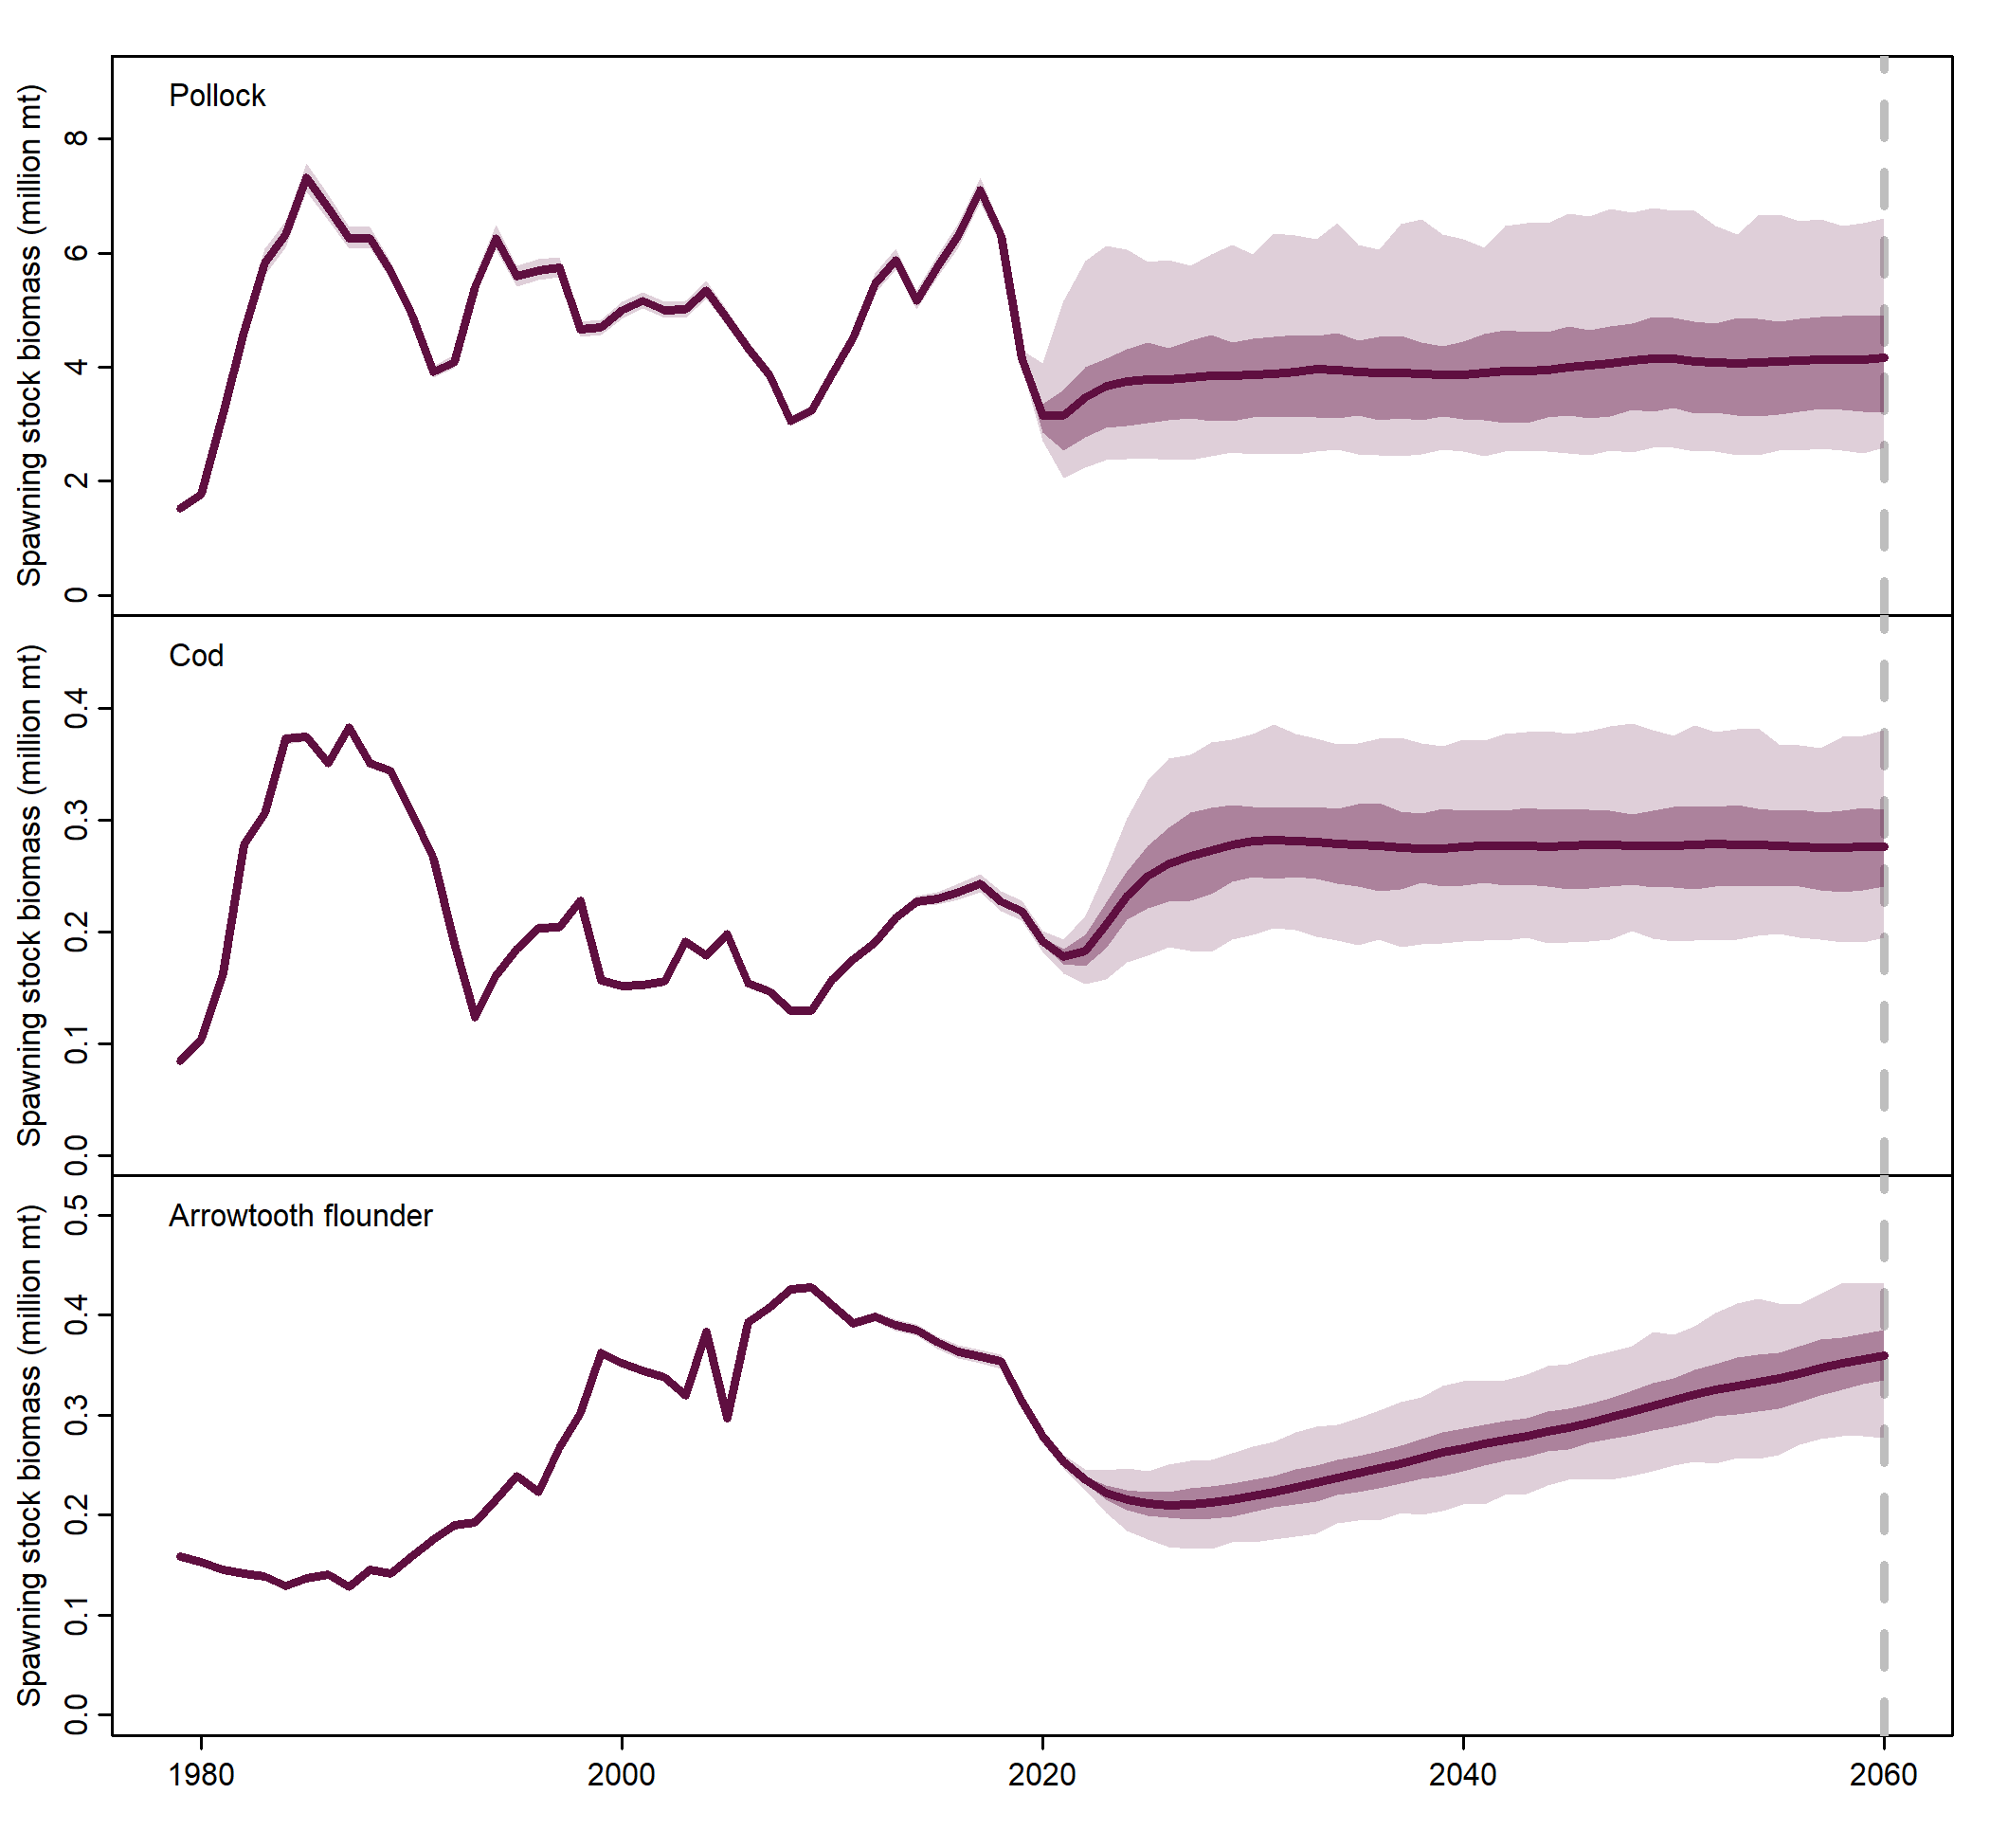 Pollock
Spawning stock biomass (million mt)
8
6
4
2
0
Cod
Spawning stock biomass (million mt)
0.4
0.3
0.2
0.1
0.0
Arrowtooth flounder
Spawning stock biomass (million mt)
0.5
0.4
0.3
0.2
0.1
0.0
1980 2000 2020 2040 2060